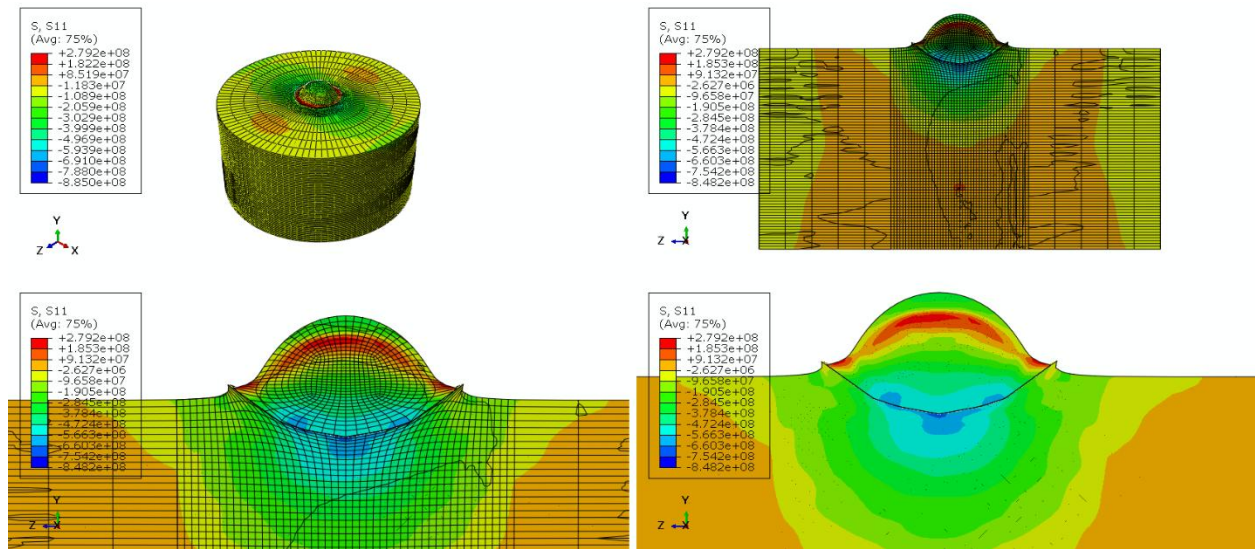 S, S11
(Avg: 75%)
+2.792e+08
+1.822e+08
+8.519e+07
-1.183e+07
-1.089e+08
-2.059e+08
-3.029e+08
-3.999e+08
-4.969e+08
-5.939e+08
-6.910e+08
-7.880e+08
-8.850e+08
Y
Z
X
S, S11
(Avg: 75%)
+2.792e+08
+1.853e+08
+9.132e+07
-2.627e+06
-9.658e+07
-1.905e+08
-2.845e+08
-3.784e+08
-4.724e+08
-5.663e+08
-6.603e+08
-7.542e+08
-8.482e+08
Y
Z
X
S, S11
(Avg: 75%)
+2.792e+08
+1.853e+08
+9.132e+07
-2.627e+06
-9.658e+07
-1.905e+08
-2.845e+08
-3.784e+08
-4.724e+08
-5.663e+08
-6.603e+08
-7.542e+08
-8.482e+08
Y
Z
X
S, S11
(Avg: 75%)
+2.792e+08
+1.853e+08
+9.132e+07
-2.627e+06
-9.658e+07
-1.905e+08
-2.845e+08
-3.784e+08
-4.724e+08
-5.663e+08
-6.603e+08
-7.542e+08
-8.482e+08
Y
Z
X